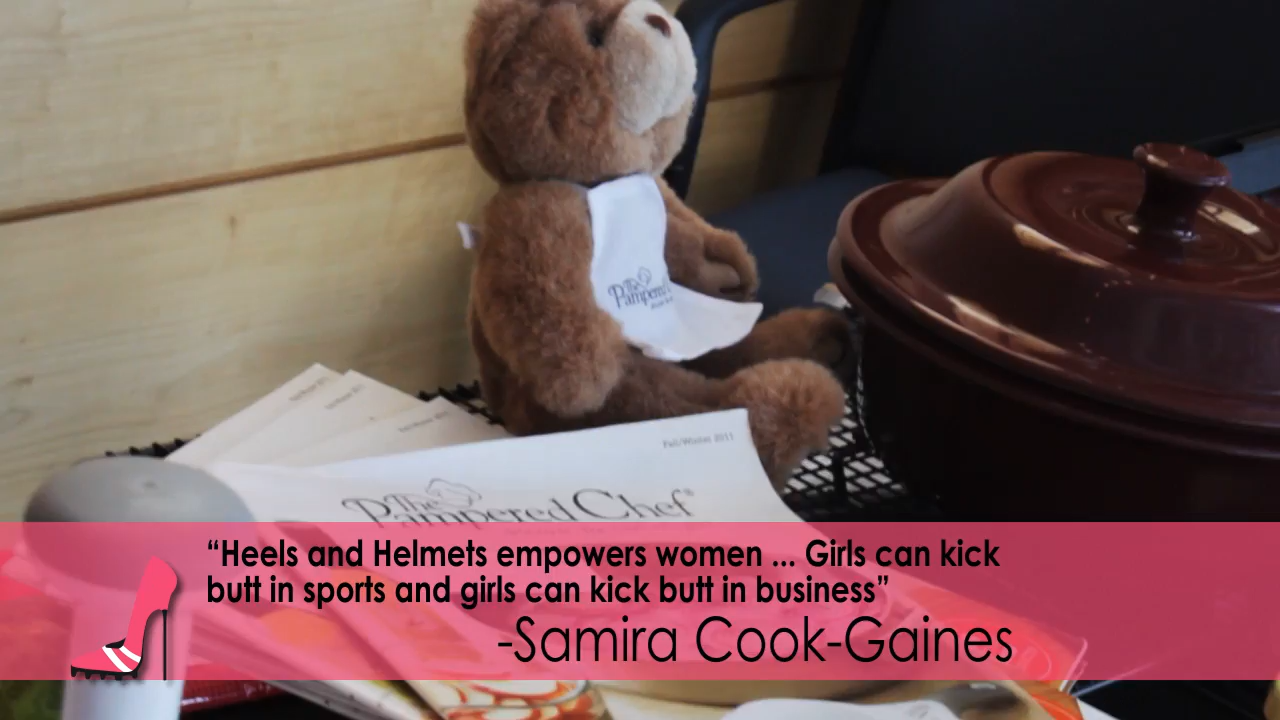 The
Pampered
Fall/Winter 2011
The
Pampered Chef®
“Heels and Helmets empowers women ... Girls can kick
butt in sports and girls can kick butt in business”
-Samira Cook-Gaines